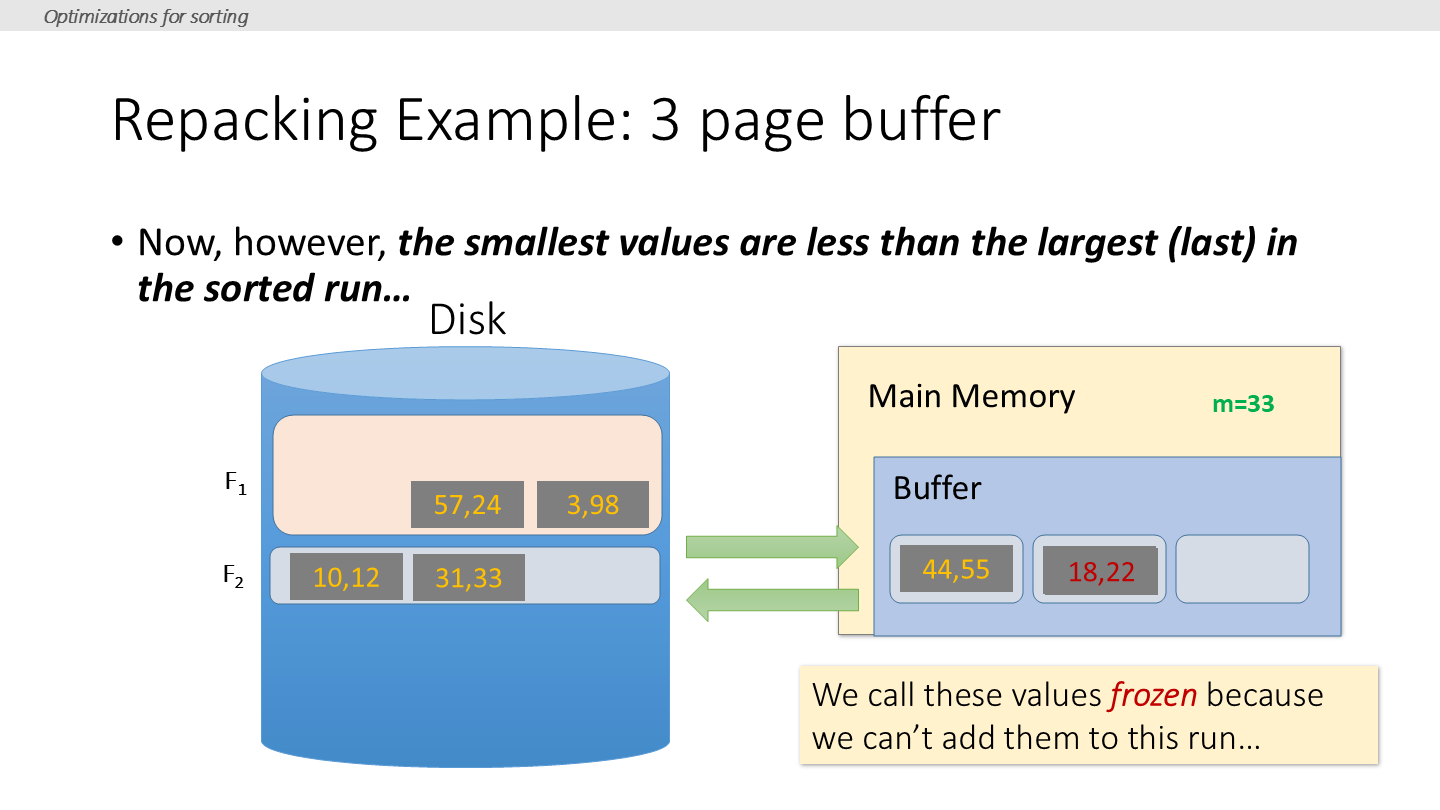 Optimizations for sorting
Repacking Example: 3 page buffer
• Now, however, the smallest values are less than the largest (last) in
the sorted run…
Disk
Main Memory
m=33
F1
57,24
3,98
Buffer
F2
10,12
31,33
44,55
18,22
We call these values frozen because
we can’t add them to this run…